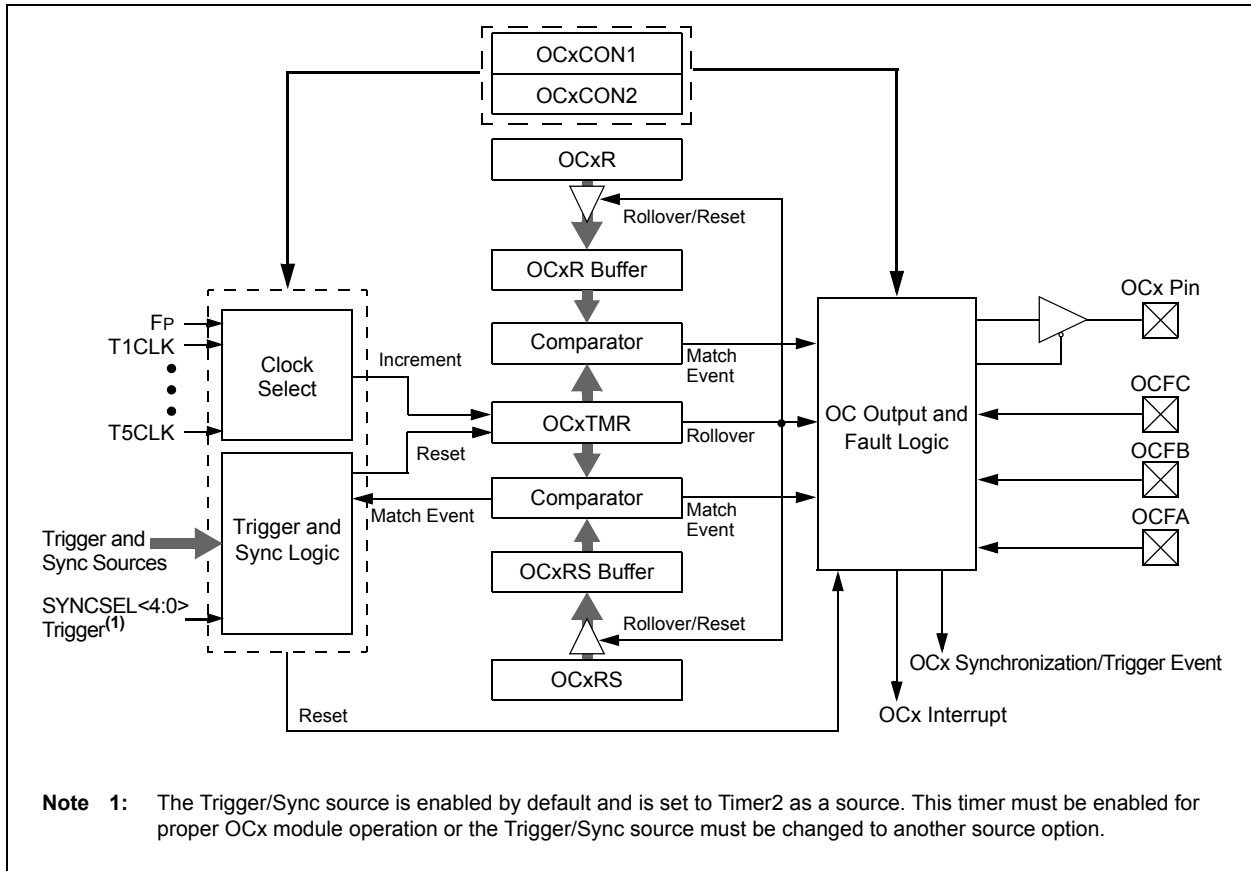 OCxCON1
OCxCON2
OCxR
Rollover/Reset
OCxR Buffer
OCx Pin
FP
T1CLK
T5CLK
Clock
Select
Increment
Comparator
Match
Event
OCFC
OCxTMR
Rollover
OC Output and
Fault Logic
Reset
OCFB
Trigger and
Sync Logic
Match Event
Comparator
Match
Event
OCFA
Trigger and
Sync Sources
OCxRS Buffer
SYNCSEL<4:0>
Trigger(1)
Rollover/Reset
OCxRS
OCx Synchronization/Trigger Event
Reset
OCx Interrupt
Note 1: The Trigger/Sync source is enabled by default and is set to Timer2 as a source. This timer must be enabled for
proper OCx module operation or the Trigger/Sync source must be changed to another source option.